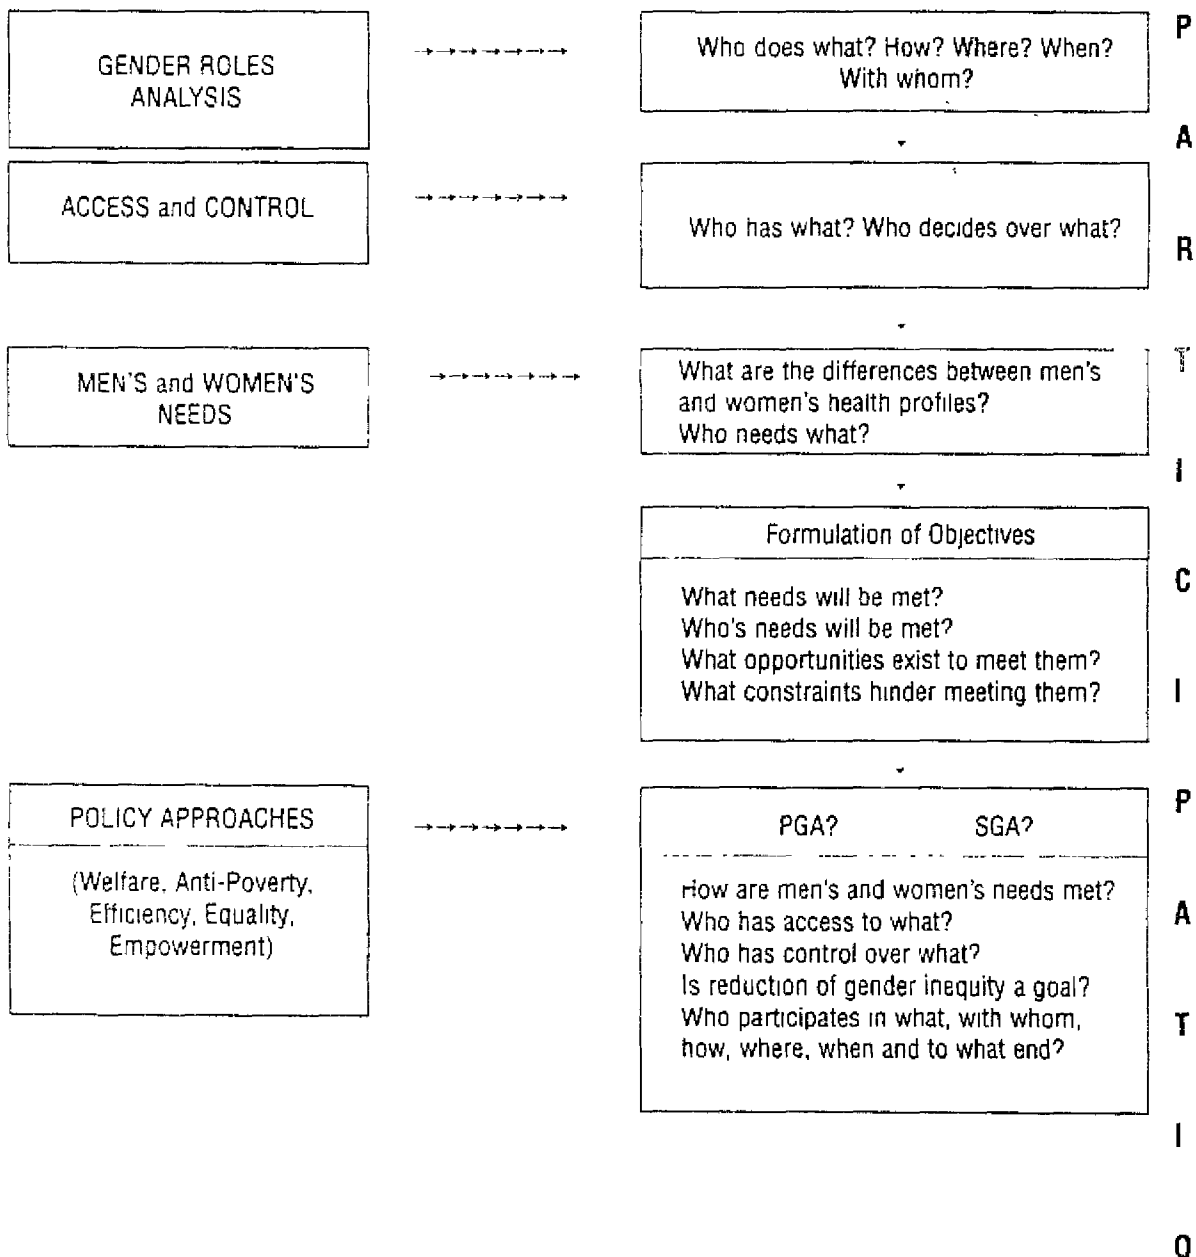 GENDER ROLES
ANALYSIS
Who does what? How? Where? When?
With whom?
ACCESS and CONTROL
Who has what? Who decides over what?
MEN'S and WOMEN'S
NEEDS
What are the differences between men's
and women's health profiles?
Who needs what?
Formulation of Objectives
What needs will be met?
Who's needs will be met?
What opportunities exist to meet them?
What constraints hinder meeting them?
POLICY APPROACHES
(Welfare, Anti-Poverty,
Efficiency, Equality,
Empowerment)
PGA? SGA?
How are men's and women's needs met?
Who has access to what?
Who has control over what?
Is reduction of gender inequity a goal?
Who participates in what, with whom,
how, where, when and to what end?
P
A
R
T
I
C
I
P
A
T
I
O